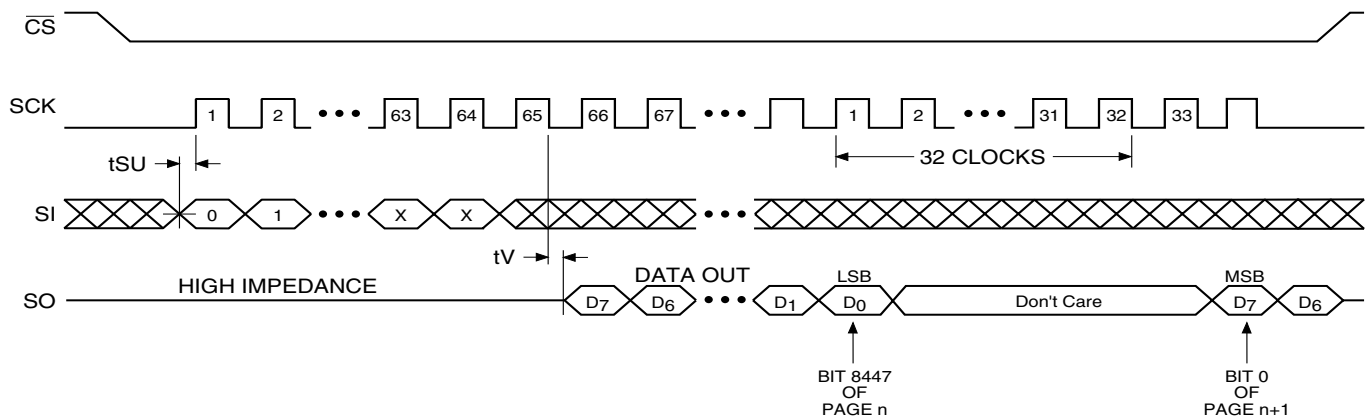 CS
SCK
1 2 ••• 63 64 65 66 67 ••• 1 2 ••• 31 32 33
tSU
32 CLOCKS
SI
0 1 ••• X X •••
tV
HIGH IMPEDANCE
DATA OUT
LSB
MSB
SO
D7 D6 ••• D1 D0 Don't Care D7 D6
BIT 8447
OF
PAGE n
BIT 0
OF
PAGE n+1